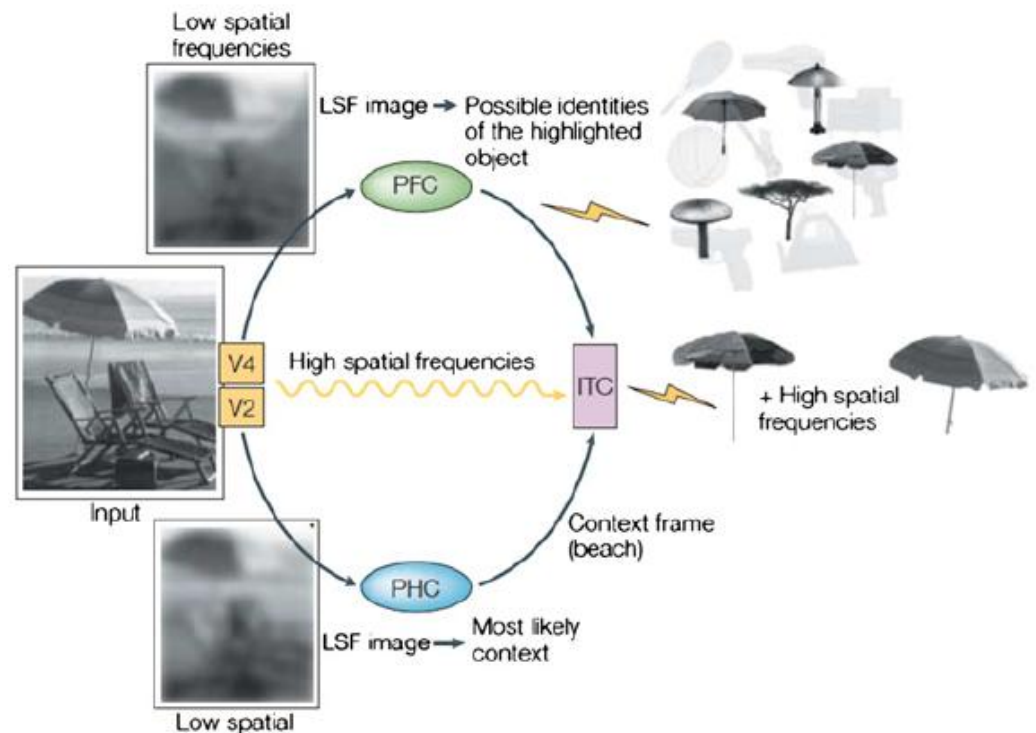 Low spatial
frequencies
LSF image
Possible identities
of the highlighted
object
PFC
V4
V2
High spatial frequencies
ITC
+ High spatial
frequencies
Input
Context frame
(beach)
PHC
LSF image
Most likely
context
Low spatial